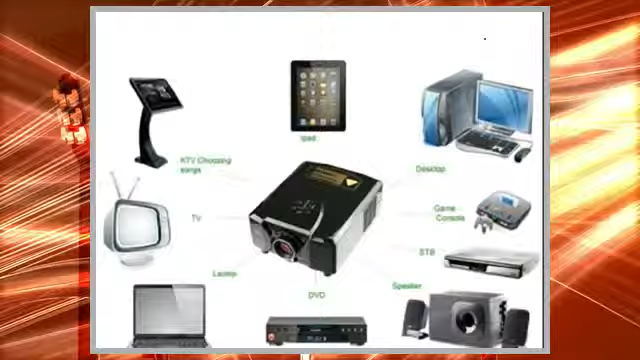 ipad
KTV Choosing
songs
Desktop
TV
Game
Console
STB
Laptop
Speaker
DVD